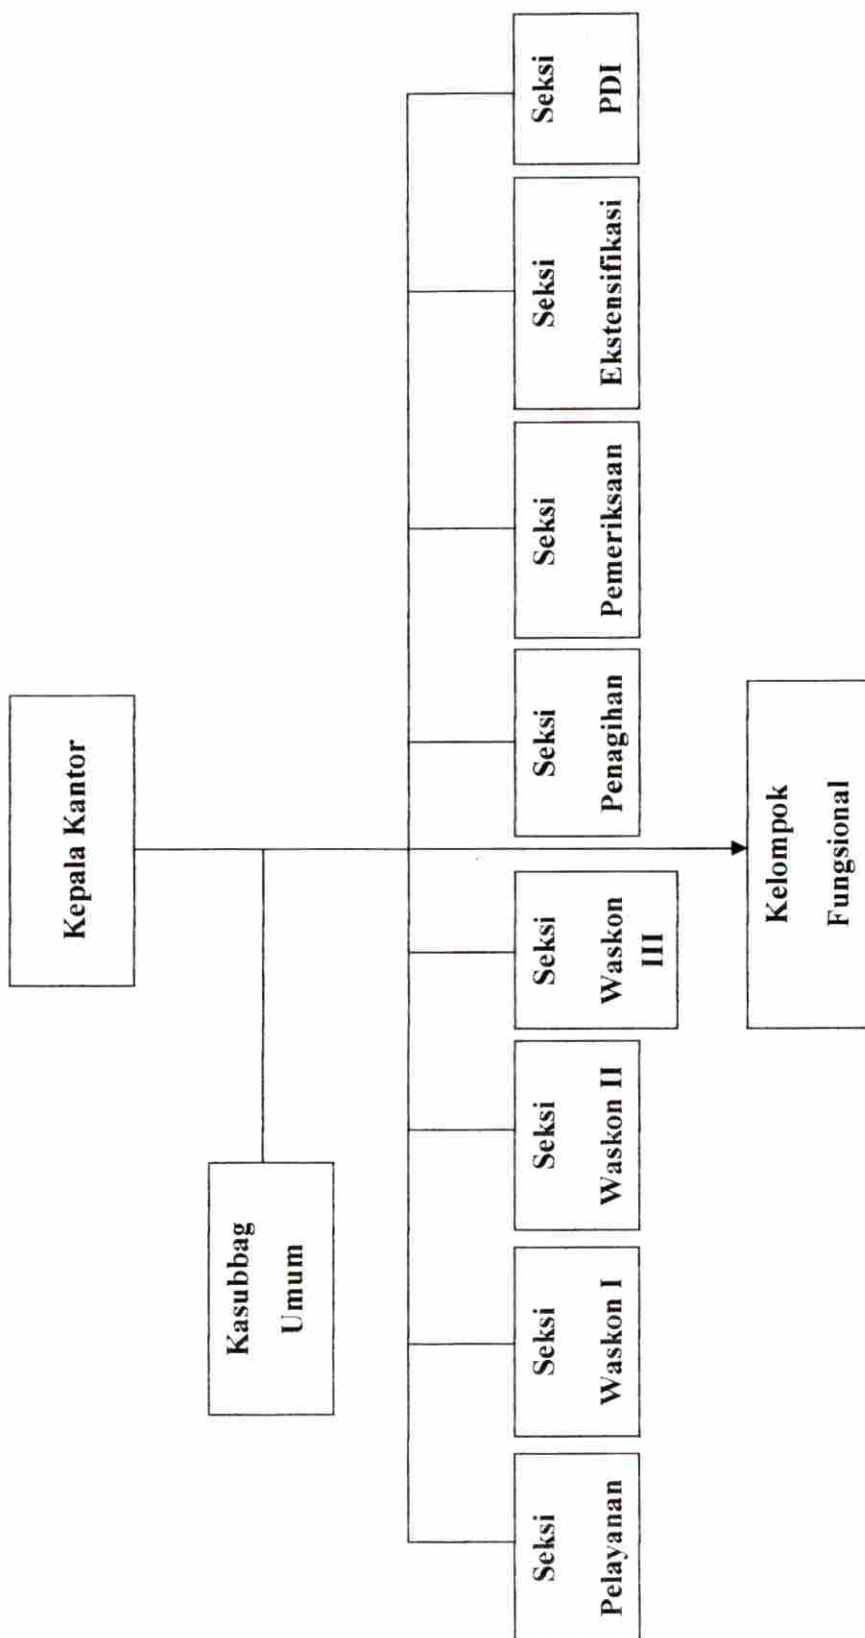 Kepala Kantor
Kasubbag
Umum
Seksi
Pelayanan
Seksi
Waskon I
Seksi
Waskon II
Seksi
Waskon
III
Seksi
Penagihan
Seksi
Pemeriksaan
Seksi
Ekstensifikasi
Seksi
PDI
Kelompok
Fungsional